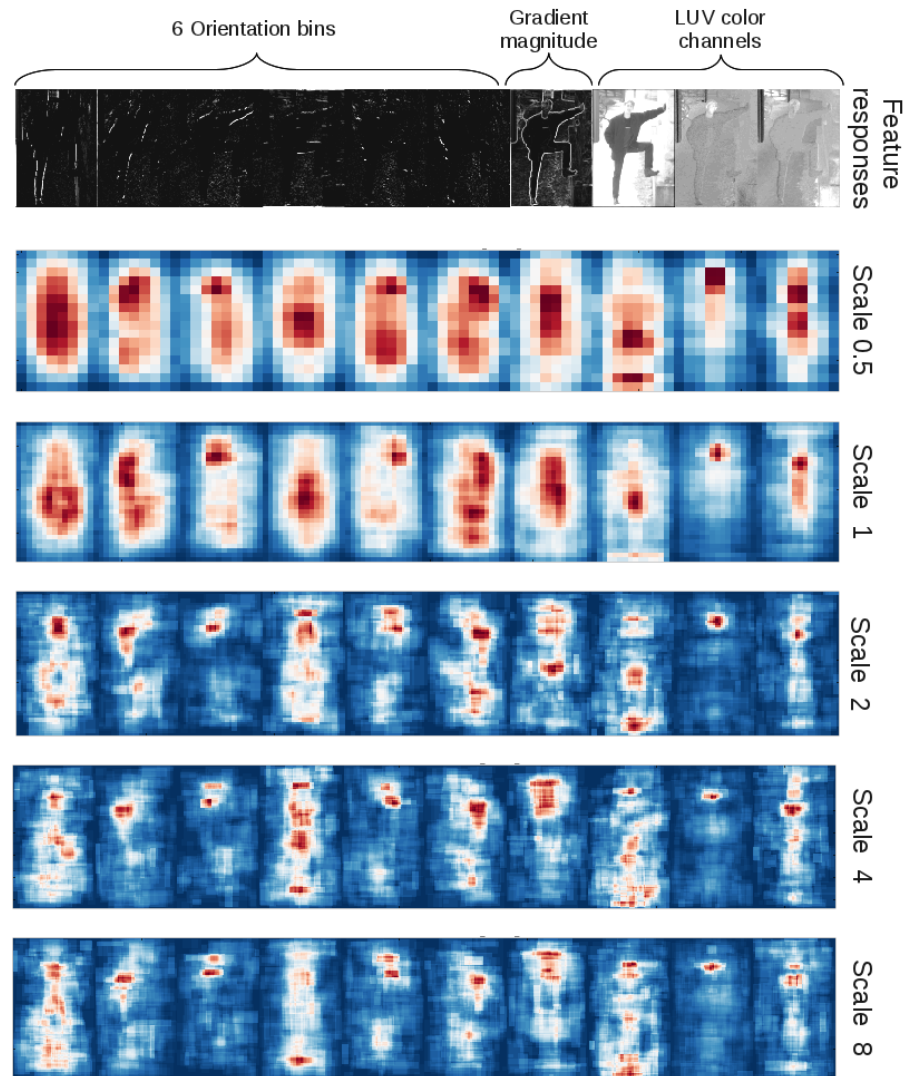 6 Orientation bins
Gradient
magnitude
LUV color
channels
Feature
responses
Scale 0.5
Scale 1
Scale 2
Scale 4
Scale 8